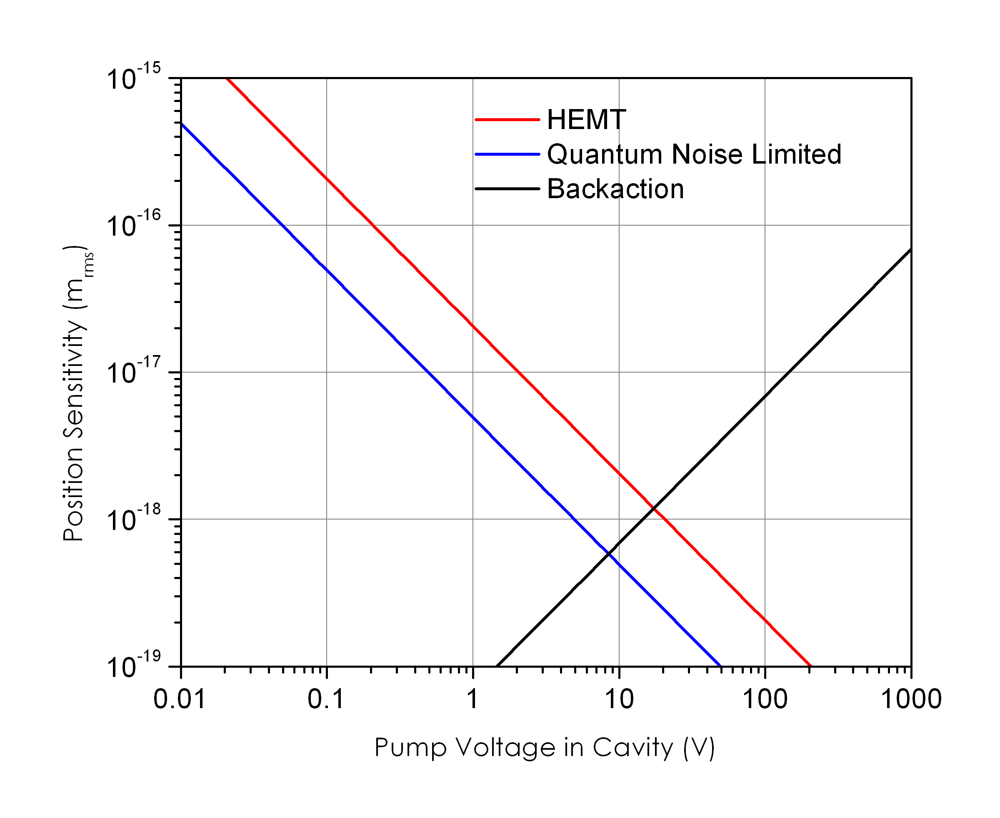 10^-15
10^-16
10^-17
10^-18
10^-19
Position Sensitivity (m_rms)
HEMT
Quantum Noise Limited
Backaction
0.01 0.1 1 10 100 1000
Pump Voltage in Cavity (V)